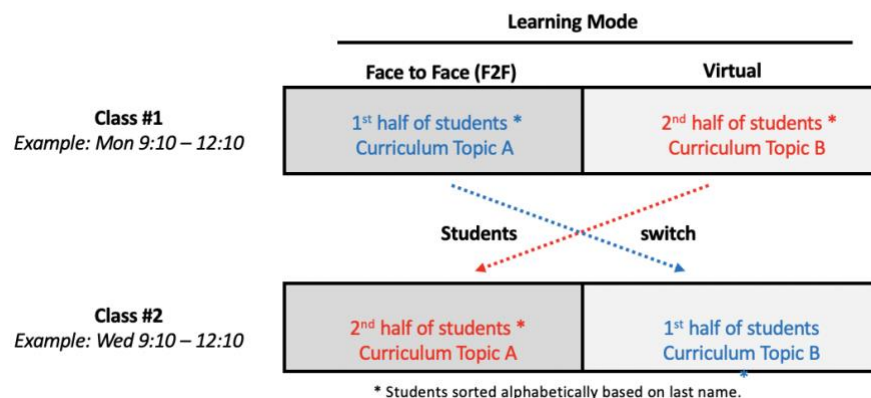 Learning Mode
Face to Face (F2F) Virtual
Class #1
Example: Mon 9:10 – 12:10
1st half of students *
Curriculum Topic A
2nd half of students *
Curriculum Topic B
Students switch
Class #2
Example: Wed 9:10 – 12:10
2nd half of students *
Curriculum Topic A
1st half of students
Curriculum Topic B
*
* Students sorted alphabetically based on last name.